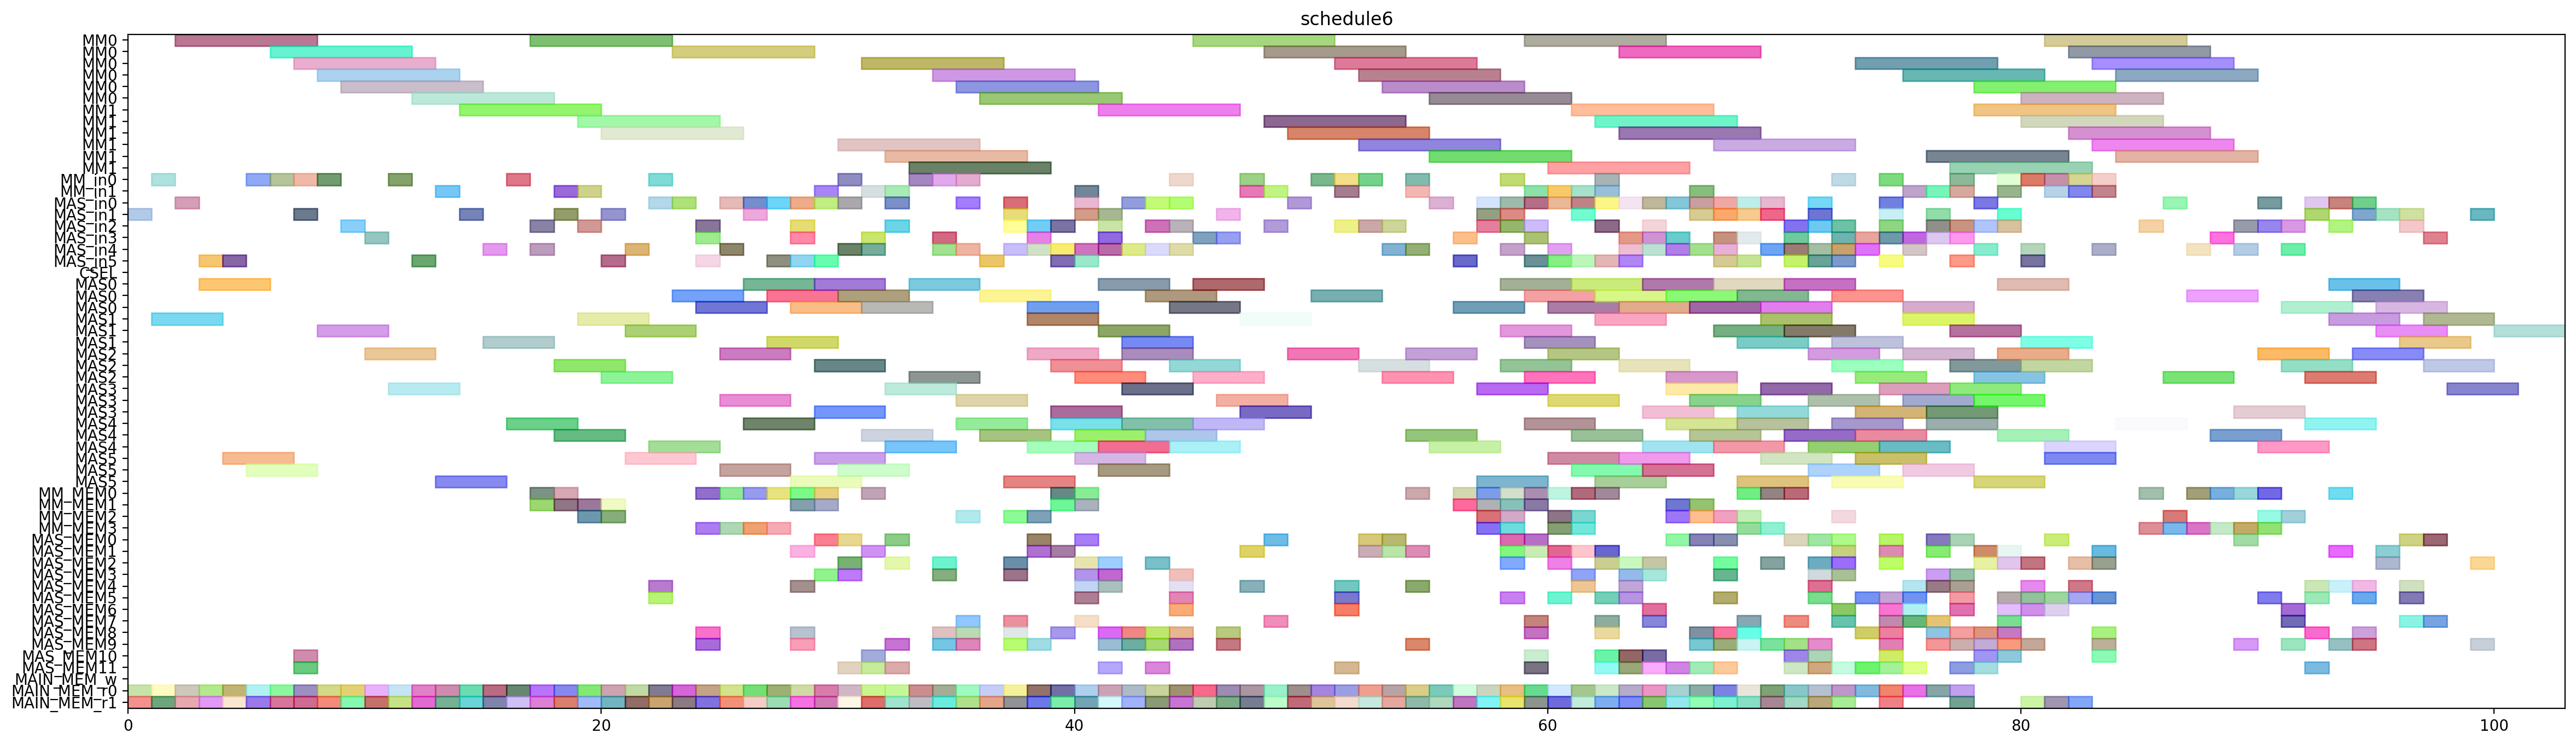 schedule6
MM0
MM0
MM0
MM0
MM0
MM0
MM1
MM1
MM1
MM1
MM1
MM1
MM_in0
MM_in1
MAS_in0
MAS_in1
MAS_in2
MAS_in3
MAS_in4
MAS_in5
CSEL
MAS0
MAS0
MAS0
MAS1
MAS1
MAS1
MAS2
MAS2
MAS2
MAS3
MAS3
MAS3
MAS4
MAS4
MAS4
MAS5
MAS5
MAS5
MM_MEM0
MM_MEM1
MM_MEM2
MM_MEM3
MAS_MEM0
MAS_MEM1
MAS_MEM2
MAS_MEM3
MAS_MEM4
MAS_MEM5
MAS_MEM6
MAS_MEM7
MAS_MEM8
MAS_MEM9
MAS_MEM10
MAS_MEM11
MAIN_MEM_w
MAIN_MEM_r0
MAIN_MEM_r1
0 20 40 60 80 100